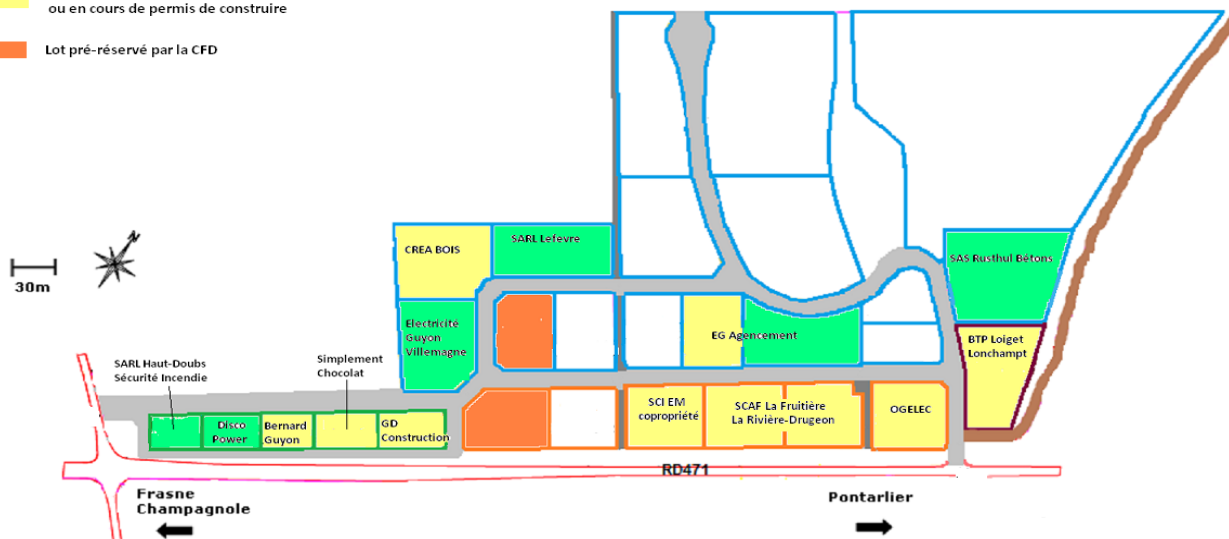 ou en cours de permis de construire
Lot pré-réservé par la CFD
N
30m
CREA BOIS
SARL Lefevre
SAS Rusthul Bétons
Electricité
Guyon
Villemagne
EG Agencement
BTP Loiget
Lonchampt
SARL Haut-Doubs
Sécurité Incendie
Simplement
Chocolat
Disco
Power
Bernard
Guyon
GD
Construction
SCI EM
copropriété
SCAF La Fruitière
La Rivière-Drugeon
OGELEC
RD471
Frasne
Champagnole
Pontarlier